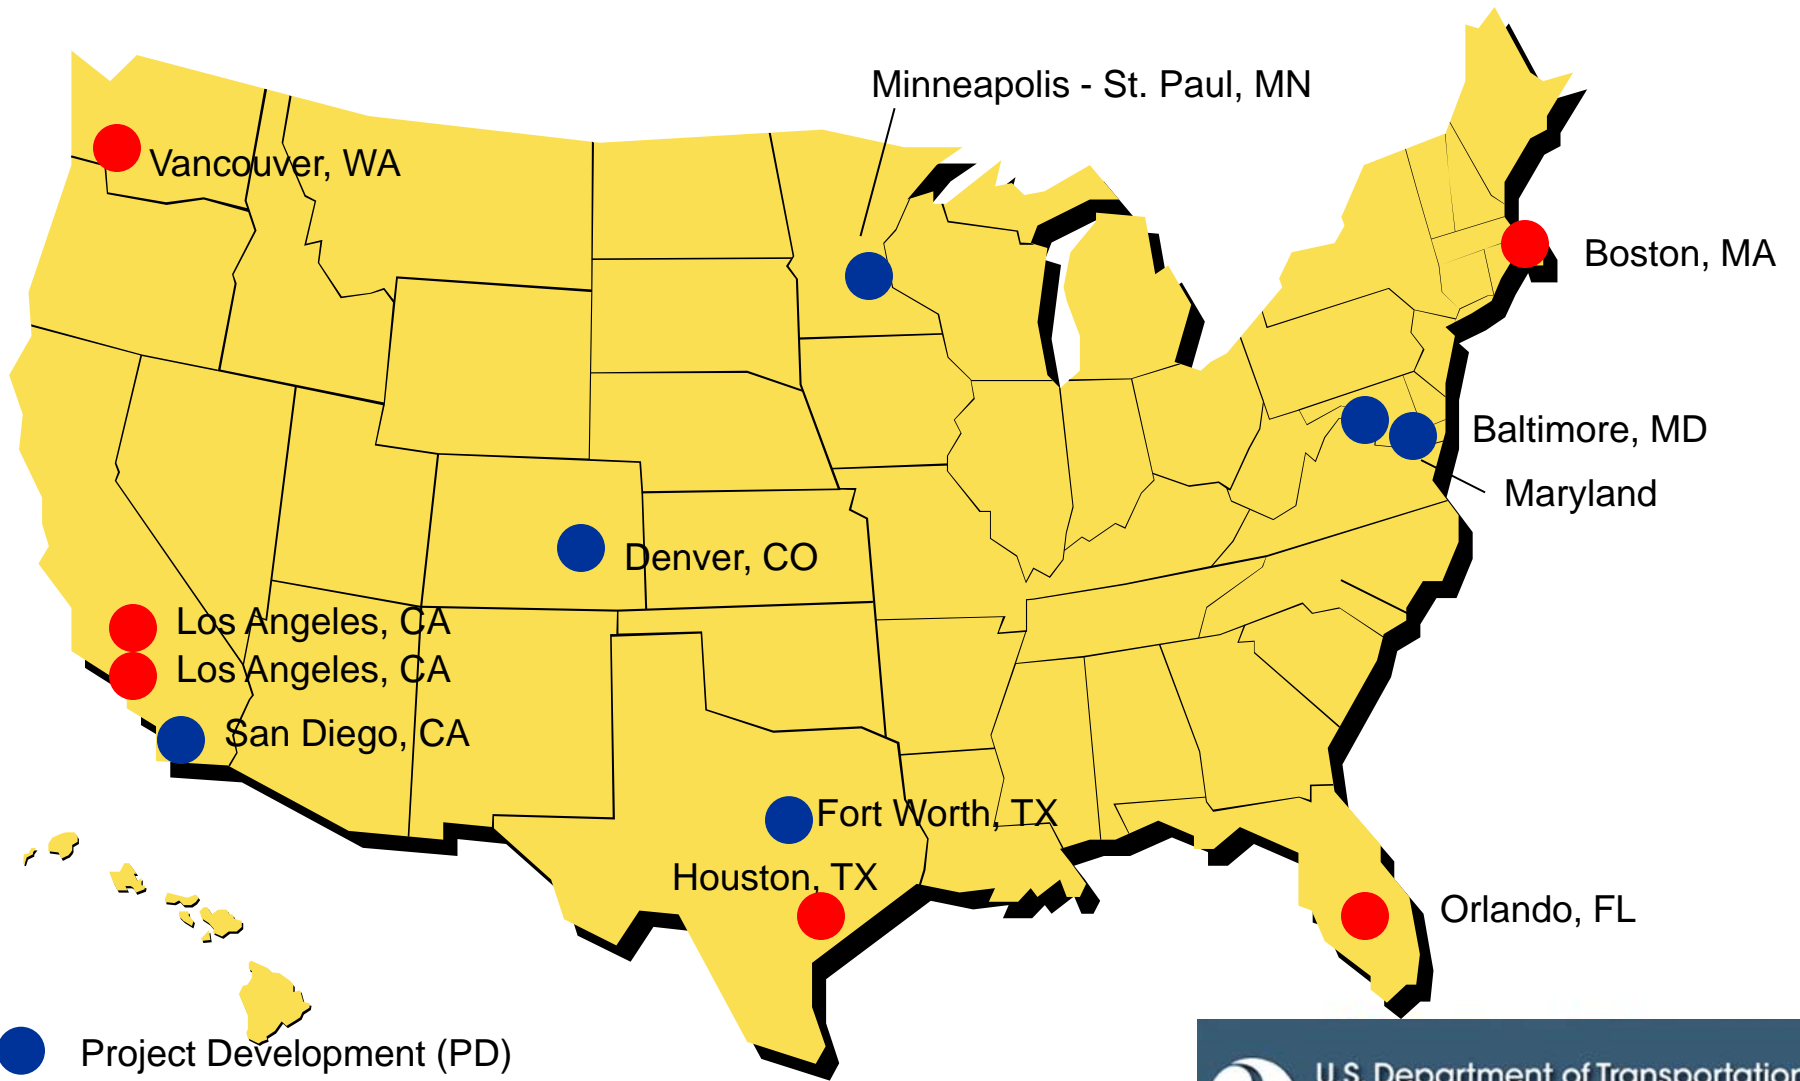 Minneapolis - St. Paul, MN
Vancouver, WA
Boston, MA
Baltimore, MD
Maryland
Denver, CO
Los Angeles, CA
Los Angeles, CA
San Diego, CA
Fort Worth, TX
Houston, TX
Orlando, FL
Project Development (PD)
U.S. Department of Transportation